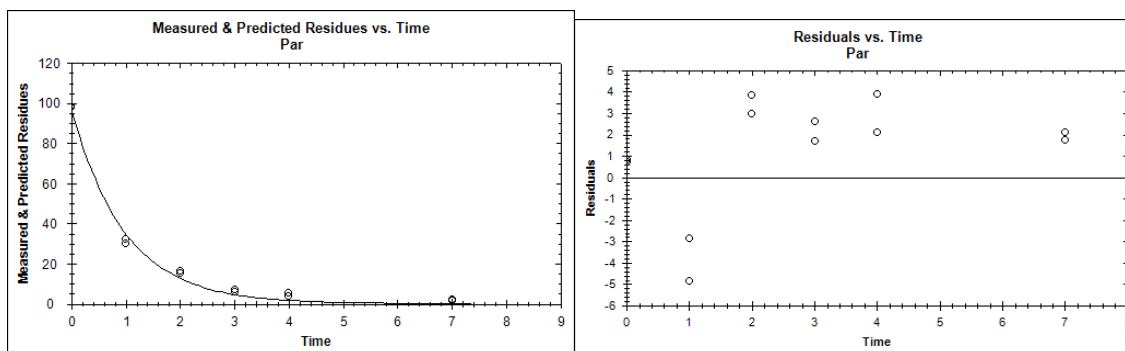 Measured & Predicted Residues vs. Time
Par
Measured & Predicted Residues
120
100
80
60
40
20
0
0 1 2 3 4 5 6 7 8 9
Time
Residuals vs. Time
Par
Residuals
5
4
3
2
1
0
-1
-2
-3
-4
-5
-6
0 1 2 3 4 5 6 7
Time